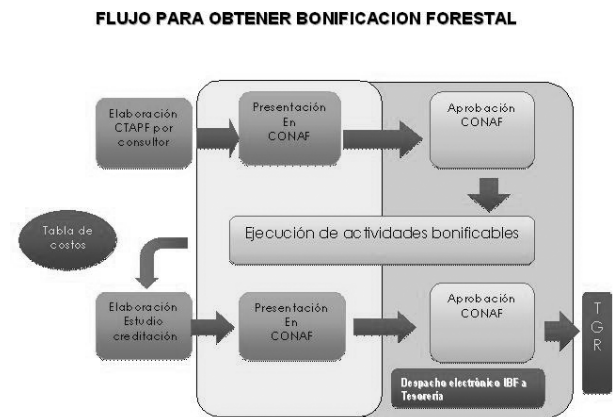 FLUJO PARA OBTENER BONIFICACION FORESTAL
Elaboración
CTAPF por
consultor
Presentación
En
CONAF
Aprobación
CONAF
Ejecución de actividades bonificables
Tabla de
costos
Elaboración
Estudio
creditación
Presentación
En
CONAF
Aprobación
CONAF
T
G
R
Despacho electrónico IBF a
Tesorería